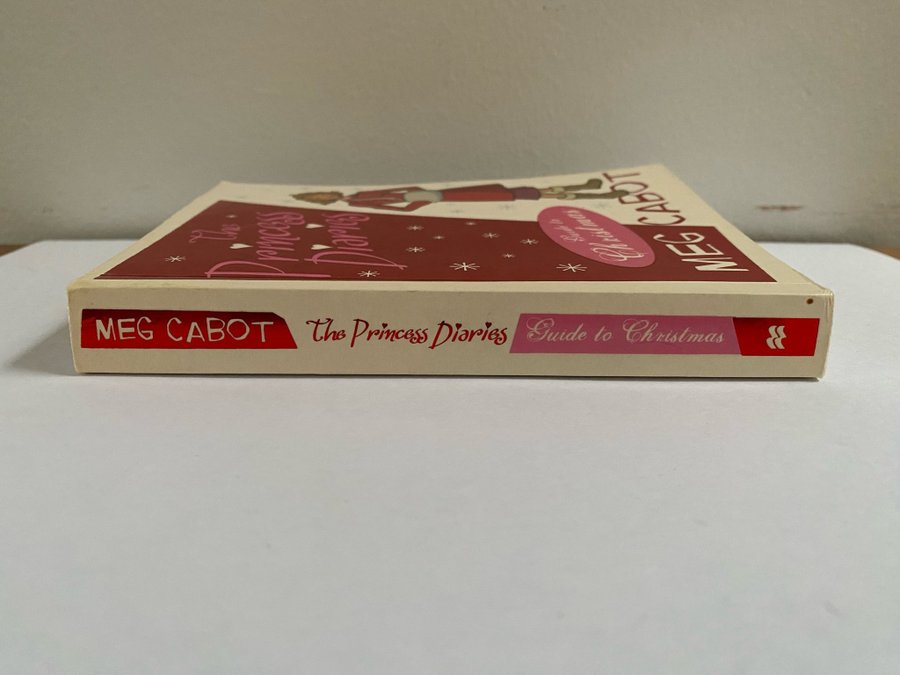 MEG CABOT The Princess Diaries Guide to Christmas
The
Princess
Diaries
Guide to
Christmas
MEG CABOT